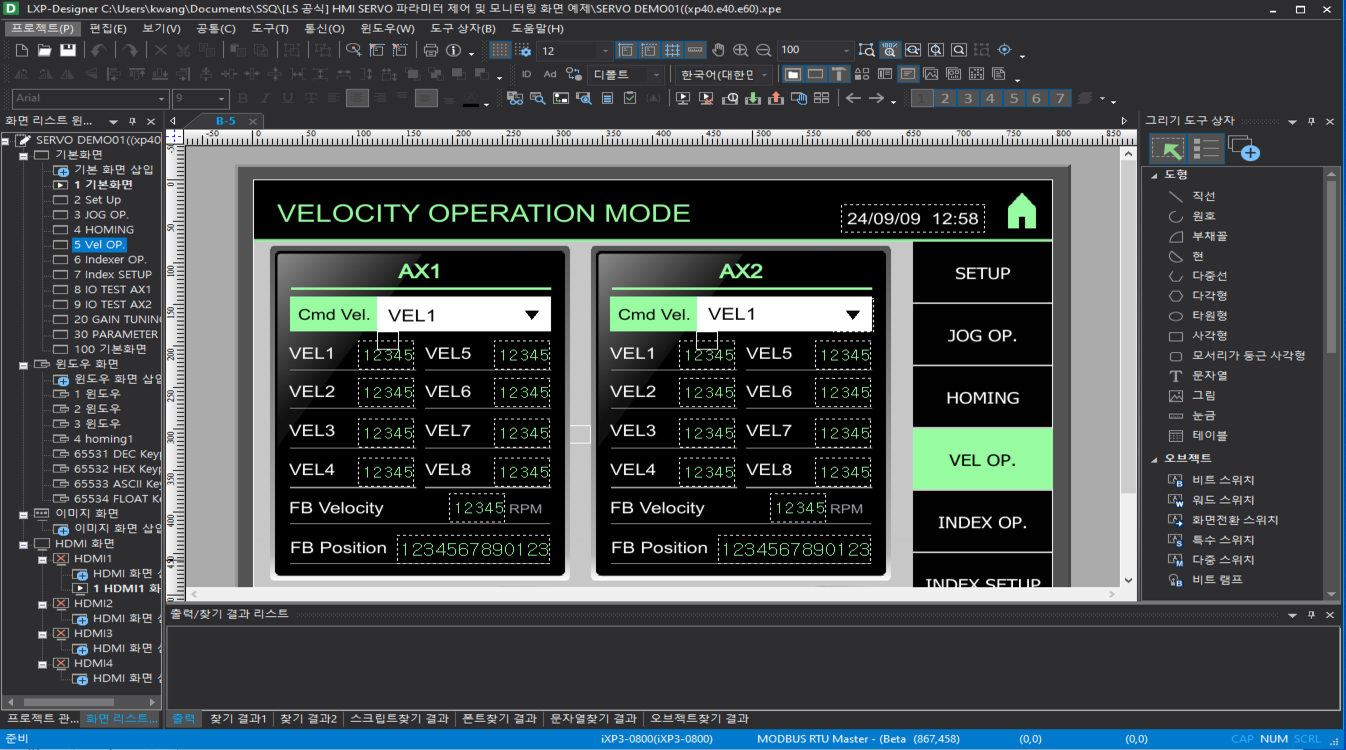 LXP-Designer C:\Users\kwang\Documents\SSQ\[LS 공식] HMI SERVO 파라미터 제어 및 모니터링 화면 예제\SERVO DEMO01((xp40.e40.e60).xpe
프로젝트(P) 편집(E) 보기(V) 공통(C) 도구(T) 통신(O) 윈도우(W) 도구 상자(B) 도움말(H)
12 100
ID Ad 디폴트 한국어(대한민
Arial 9 B I U 1 2 3 4 5 6 7
화면 리스트 윈...
SERVO DEMO01((xp40
기본화면
기본 화면 삽입
1 기본화면
2 Set Up
3 JOG OP.
4 HOMING
5 Vel OP.
6 Indexer OP.
7 Index SETUP
8 IO TEST AX1
9 IO TEST AX2
20 GAIN TUNING
30 PARAMETER
100 기본화면
윈도우 화면
윈도우 화면 삽입
1 윈도우
2 윈도우
3 윈도우
4 homing1
65531 DEC Keyp
65532 HEX Keyp
65533 ASCII Key
65534 FLOAT Ke
이미지 화면
이미지 화면 삽입
HDMI 화면
HDMI1
HDMI 화면
1 HDMI1 화
HDMI2
HDMI 화면
HDMI3
HDMI 화면
HDMI4
HDMI 화면
프로젝트 관... 화면 리스트...
B-5
-50 0 50 100 150 200 250 300 350 400 450 500 550 600 650 700 750 800 850
VELOCITY OPERATION MODE
24/09/09 12:58
AX1
Cmd Vel. VEL1
VEL1 12345 VEL5 12345
VEL2 12345 VEL6 12345
VEL3 12345 VEL7 12345
VEL4 12345 VEL8 12345
FB Velocity 12345 RPM
FB Position 1234567890123
AX2
Cmd Vel. VEL1
VEL1 12345 VEL5 12345
VEL2 12345 VEL6 12345
VEL3 12345 VEL7 12345
VEL4 12345 VEL8 12345
FB Velocity 12345 RPM
FB Position 1234567890123
SETUP
JOG OP.
HOMING
VEL OP.
INDEX OP.
INDEX SETUP
그리기 도구 상자
도형
직선
원호
부채꼴
현
다중선
다각형
타원형
사각형
모서리가 둥근 사각형
문자열
그림
눈금
테이블
오브젝트
비트 스위치
워드 스위치
화면전환 스위치
특수 스위치
다중 스위치
비트 램프
출력/찾기 결과 리스트
출력 찾기 결과1 찾기 결과2 스크립트찾기 결과 폰트찾기 결과 문자열찾기 결과 오브젝트찾기 결과
준비 iXP3-0800(iXP3-0800) MODBUS RTU Master - (Beta (867,458) (0,0) (0,0) CAP NUM SCRL